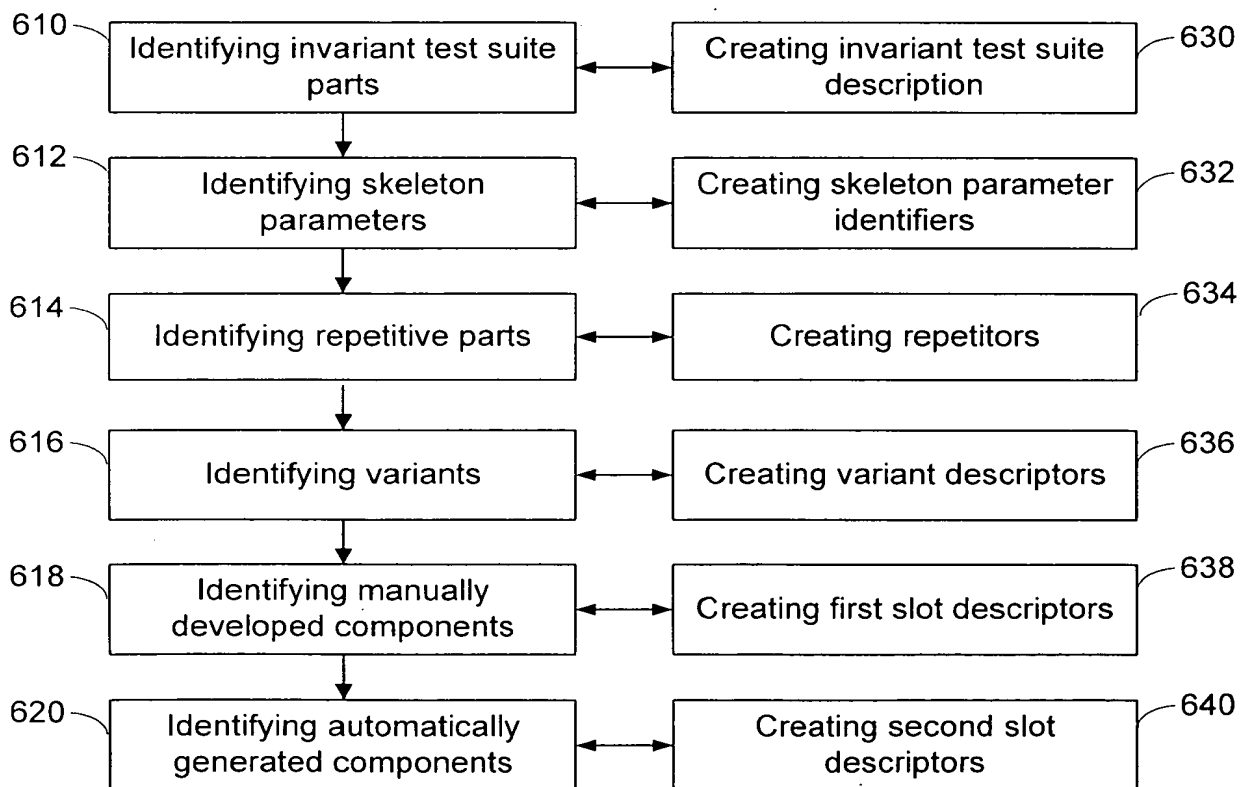 610
Identifying invariant test suite
parts
Creating invariant test suite
description
630
612
Identifying skeleton
parameters
Creating skeleton parameter
identifiers
632
614
Identifying repetitive parts
Creating repetitors
634
616
Identifying variants
Creating variant descriptors
636
618
Identifying manually
developed components
Creating first slot descriptors
638
620
Identifying automatically
generated components
Creating second slot
descriptors
640